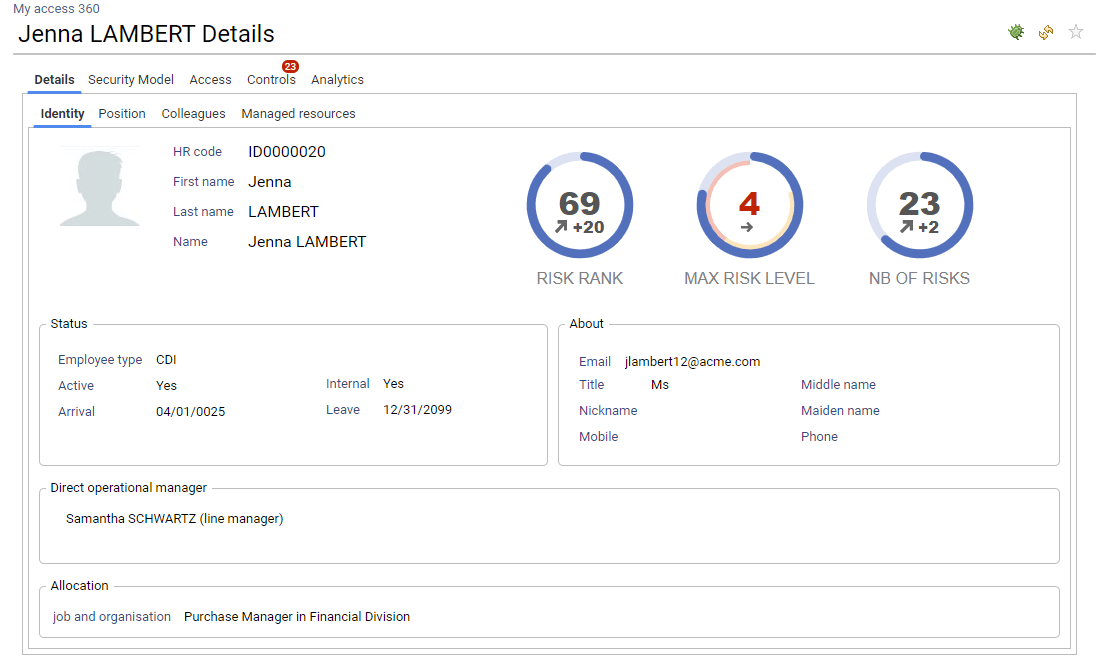 My access 360
Jenna LAMBERT Details
Details Security Model Access Controls 23 Analytics
Identity Position Colleagues Managed resources
HR code ID0000020
First name Jenna
Last name LAMBERT
Name Jenna LAMBERT
69
+20
RISK RANK
4
MAX RISK LEVEL
23
+2
NB OF RISKS
Status
Employee type CDI
Active Yes Internal Yes
Arrival 04/01/0025 Leave 12/31/2099
About
Email jlambert12@acme.com
Title Ms Middle name
Nickname Maiden name
Mobile Phone
Direct operational manager
Samantha SCHWARTZ (line manager)
Allocation
job and organisation Purchase Manager in Financial Division